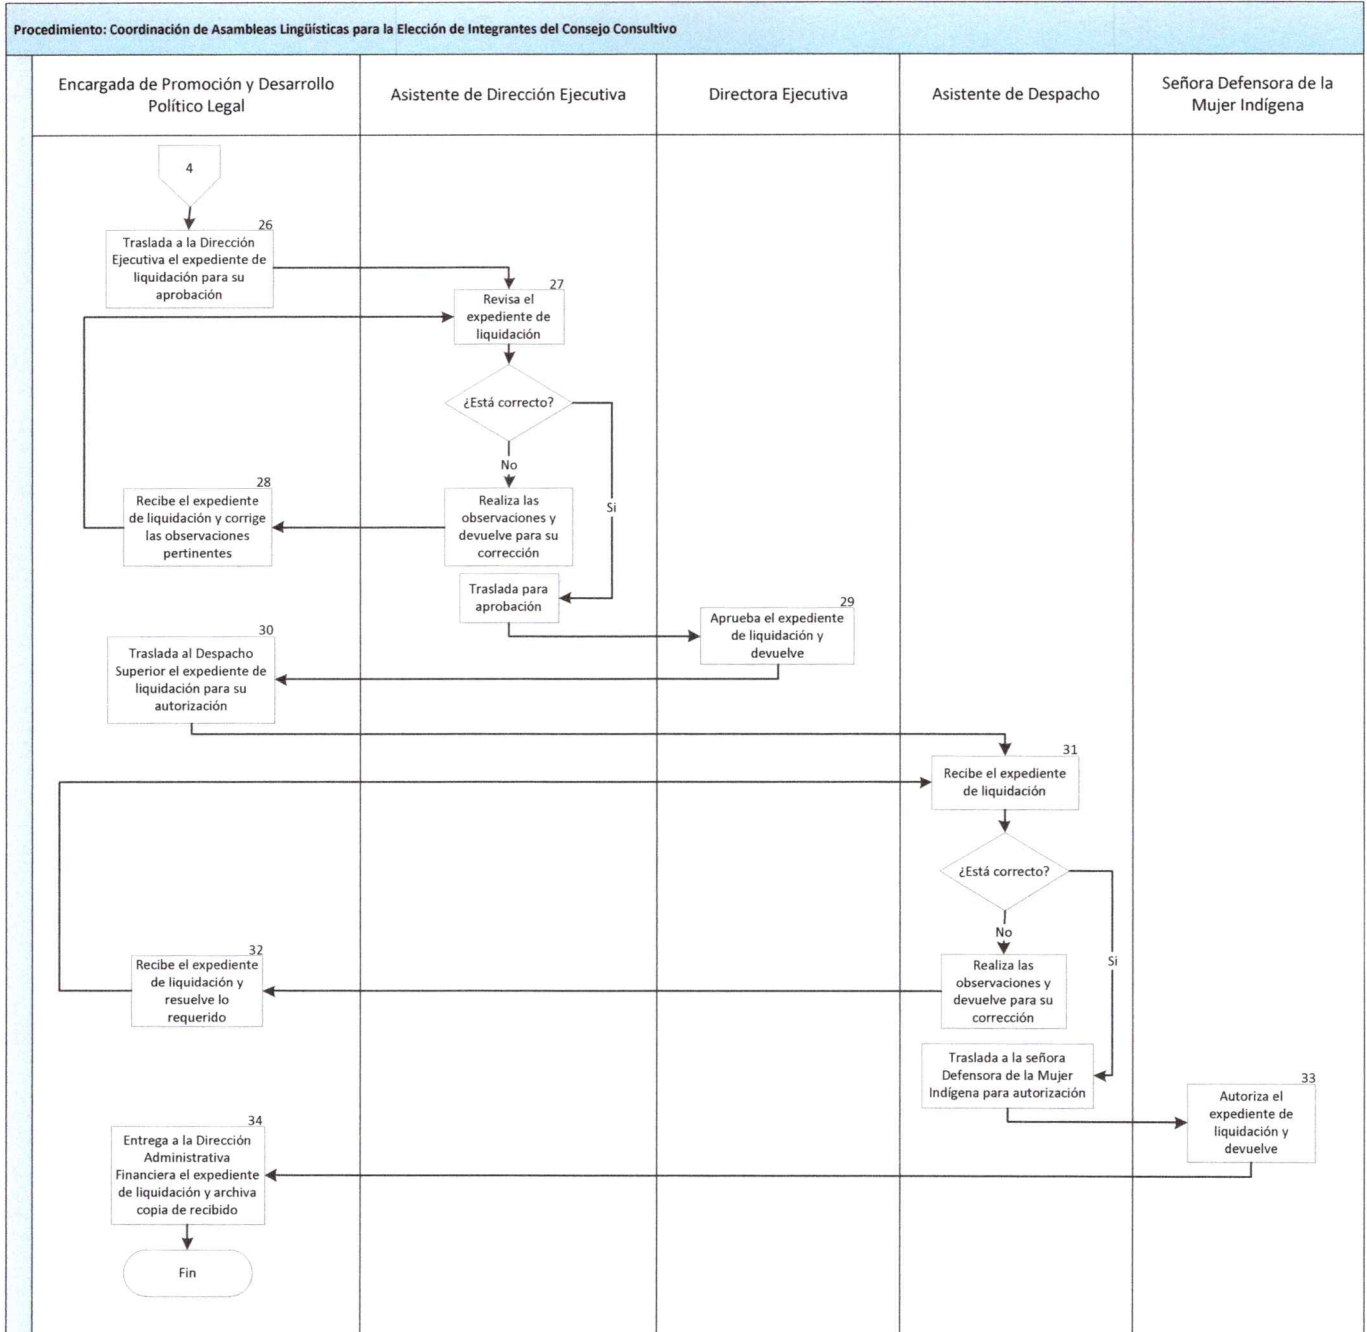 Procedimiento: Coordinación de Asambleas Lingüísticas para la Elección de Integrantes del Consejo Consultivo
Encargada de Promoción y Desarrollo
Político Legal
Asistente de Dirección Ejecutiva
Directora Ejecutiva
Asistente de Despacho
Señora Defensora de la
Mujer Indígena
4
26
Traslada a la Dirección
Ejecutiva el expediente de
liquidación para su
aprobación
27
Revisa el
expediente de
liquidación
¿Está correcto?
No
Si
28
Recibe el expediente
de liquidación y corrige
las observaciones
pertinentes
Realiza las
observaciones y
devuelve para su
corrección
Traslada para
aprobación
29
Aprueba el expediente
de liquidación y
devuelve
30
Traslada al Despacho
Superior el expediente de
liquidación para su
autorización
31
Recibe el expediente
de liquidación
¿Está correcto?
No
Si
32
Recibe el expediente
de liquidación y
resuelve lo
requerido
Realiza las
observaciones y
devuelve para su
corrección
Traslada a la señora
Defensora de la Mujer
Indígena para autorización
33
Autoriza el
expediente de
liquidación y
devuelve
34
Entrega a la Dirección
Administrativa
Financiera el expediente
de liquidación y archiva
copia de recibido
Fin